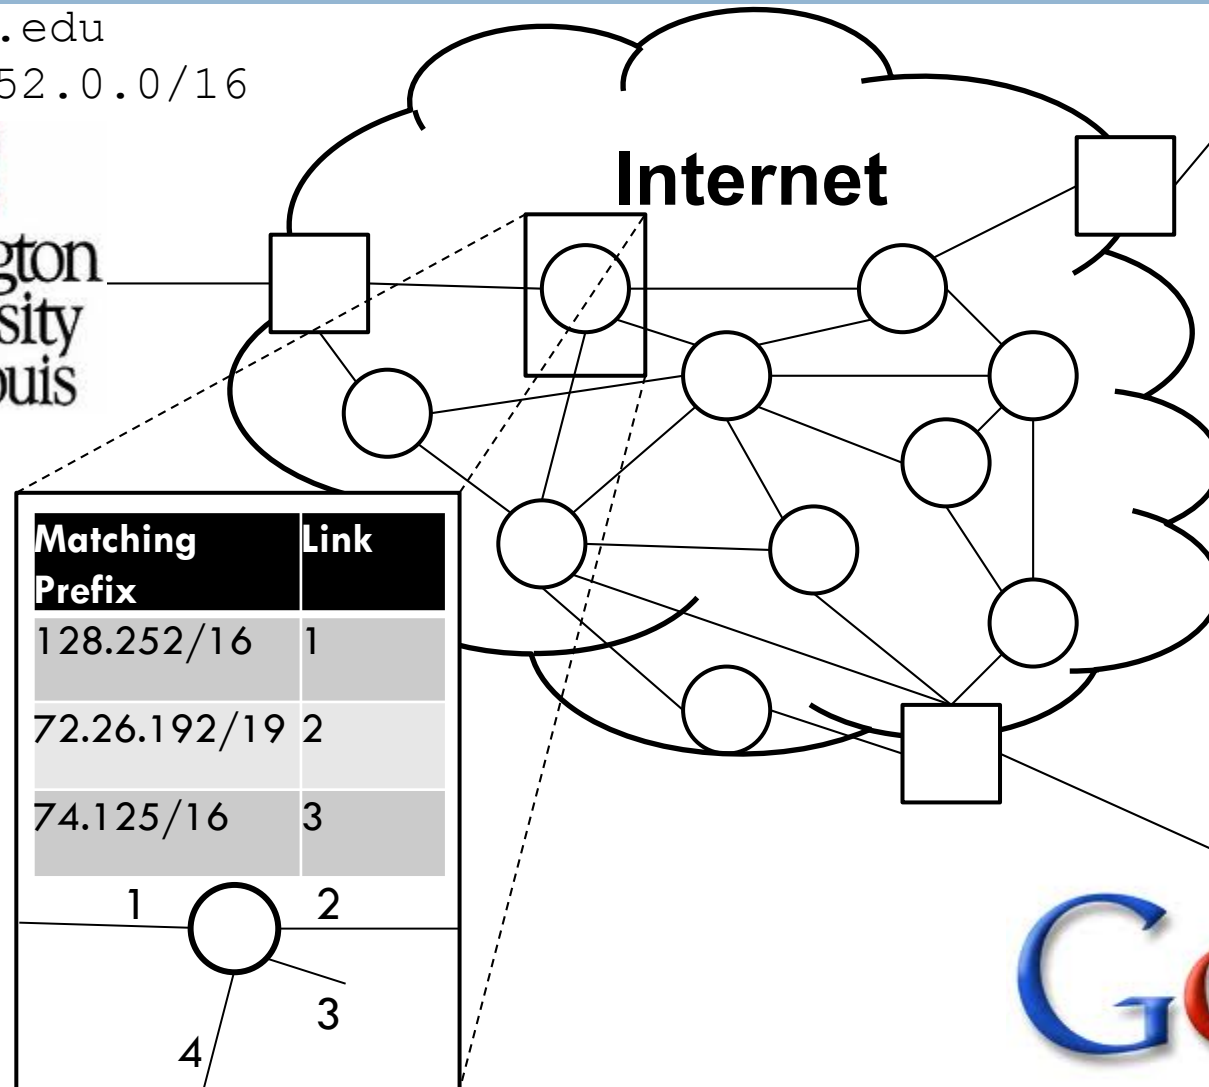 .edu
52.0.0/16
Internet
gton
sity
ouis
Matching Prefix
Link
128.252/16 1
72.26.192/19 2
74.125/16 3
1 2
3
4
Go